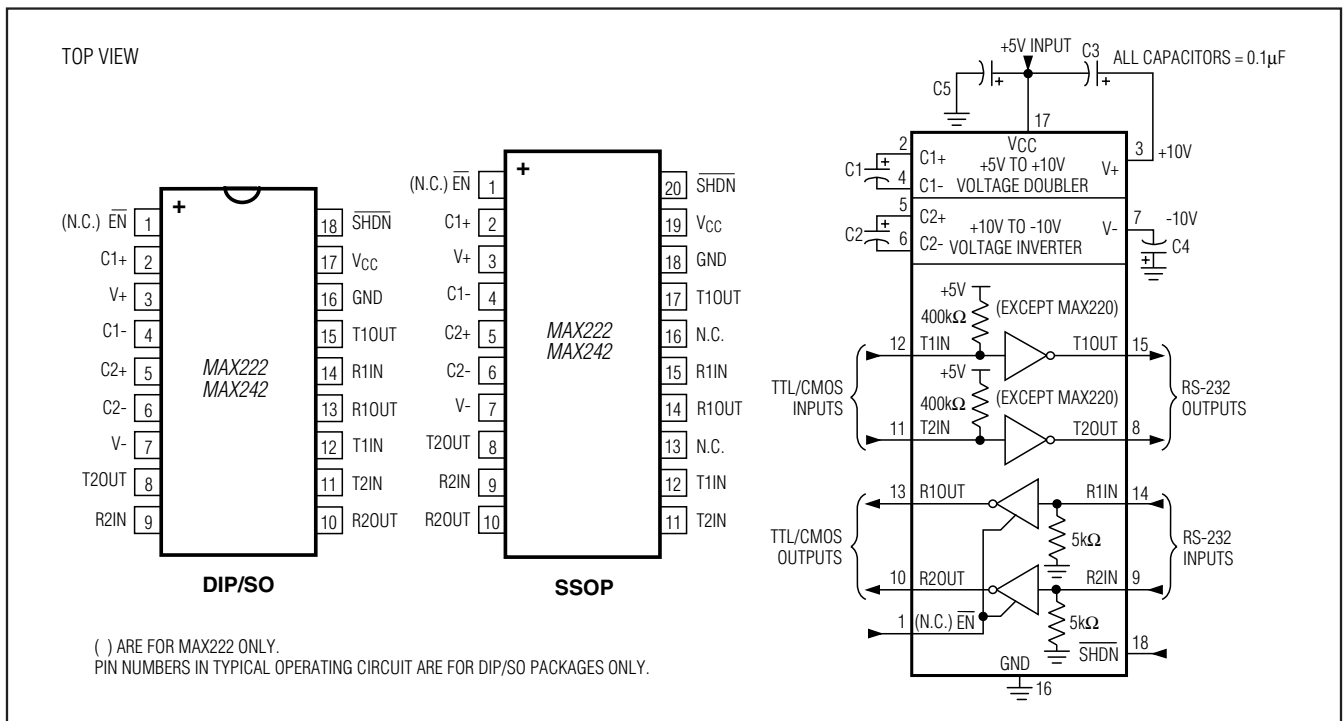 TOP VIEW
+
(N.C.) EN 1
C1+ 2
V+ 3
C1- 4
C2+ 5
C2- 6
V- 7
T2OUT 8
R2IN 9
18 SHDN
17 VCC
16 GND
15 T1OUT
14 R1IN
13 R1OUT
12 T1IN
11 T2IN
10 R2OUT
MAX222
MAX242
DIP/SO
+
(N.C.) EN 1
C1+ 2
V+ 3
C1- 4
C2+ 5
C2- 6
V- 7
T2OUT 8
R2IN 9
R2OUT 10
20 SHDN
19 VCC
18 GND
17 T1OUT
16 N.C.
15 R1IN
14 R1OUT
13 N.C.
12 T1IN
11 T2IN
MAX222
MAX242
SSOP
( ) ARE FOR MAX222 ONLY.
PIN NUMBERS IN TYPICAL OPERATING CIRCUIT ARE FOR DIP/SO PACKAGES ONLY.
+5V INPUT
C3
ALL CAPACITORS = 0.1μF
C5
+
+
17
VCC
2
C1+
+5V TO +10V
VOLTAGE DOUBLER
C1
+
4
C1-
V+
3
+10V
5
C2+
+10V TO -10V
VOLTAGE INVERTER
C2
+
6
C2-
V-
7
-10V
C4
+
+5V
400kΩ
(EXCEPT MAX220)
12
T1IN
T1OUT
15
+5V
400kΩ
(EXCEPT MAX220)
TTL/CMOS
INPUTS
RS-232
OUTPUTS
11
T2IN
T2OUT
8
13
R1OUT
R1IN
14
5kΩ
TTL/CMOS
OUTPUTS
RS-232
INPUTS
10
R2OUT
R2IN
9
5kΩ
1
(N.C.) EN
SHDN
18
GND
16